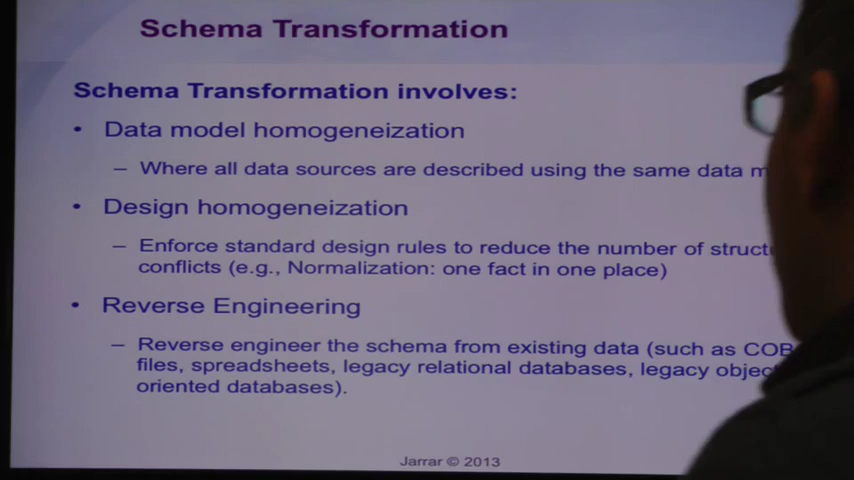 Schema Transformation
Schema Transformation involves:
• Data model homogeneization
– Where all data sources are described using the same data
• Design homogeneization
– Enforce standard design rules to reduce the number of
conflicts (e.g., Normalization: one fact in one place)
• Reverse Engineering
– Reverse engineer the schema from existing data (such as
files, spreadsheets, legacy relational databases, legacy
oriented databases).
Jarrar © 2013